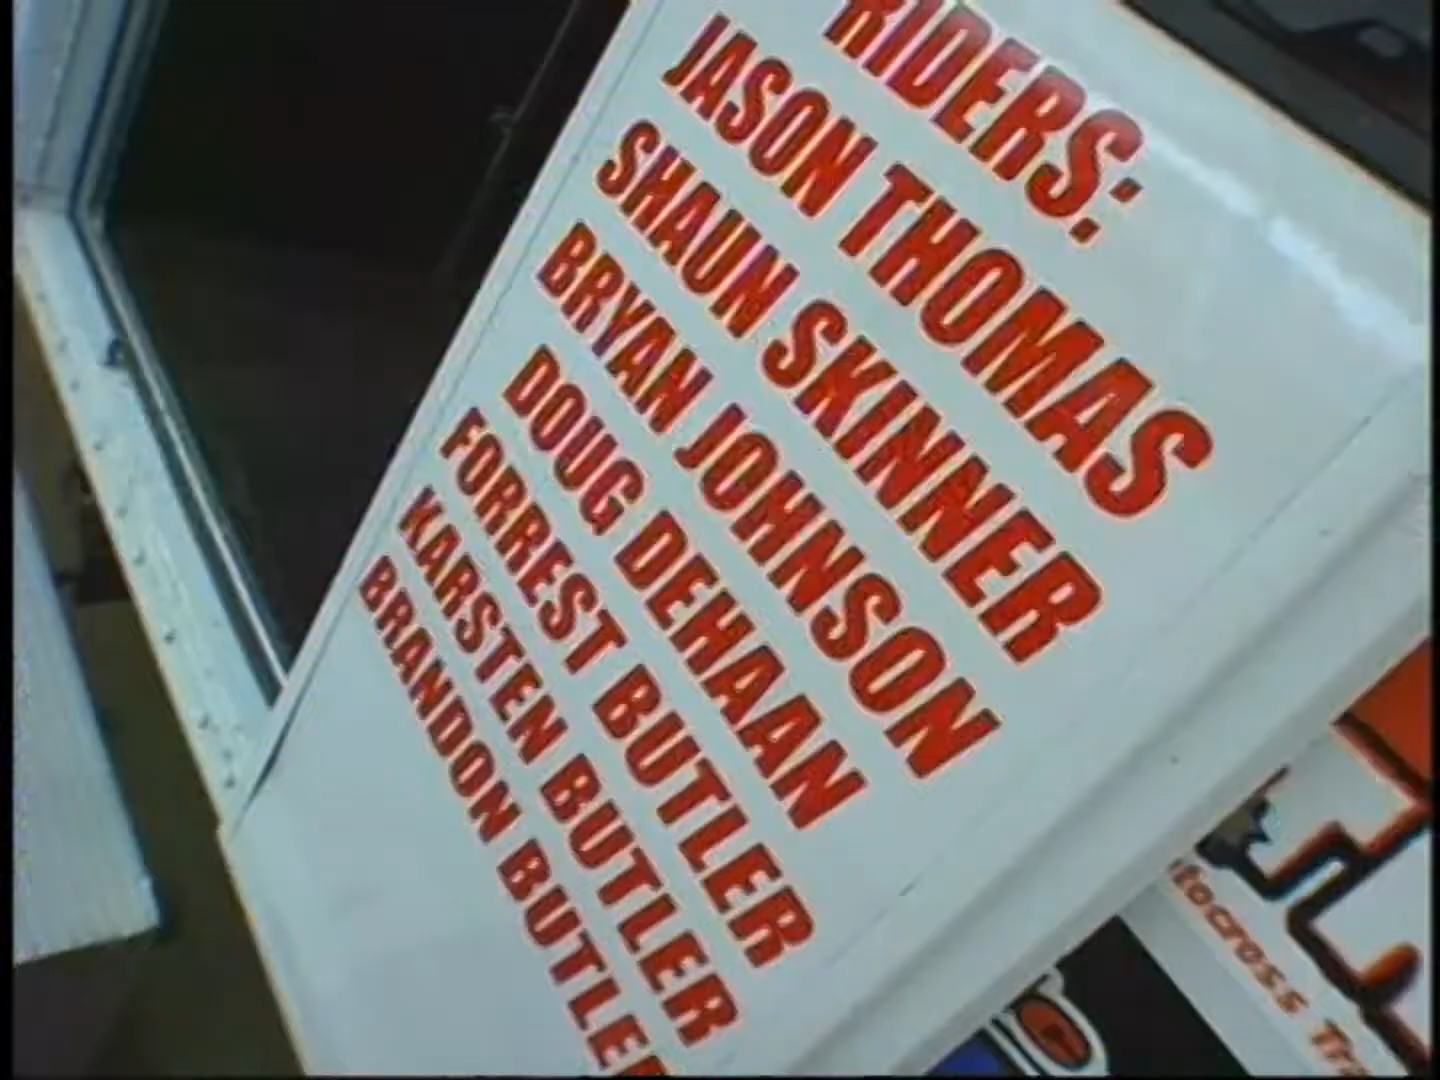 RIDERS:
JASON THOMAS
SHAUN SKINNER
BRYAN JOHNSON
DOUG DEHAAN
FORREST BUTLER
KARSTEN BUTLER
BRANDON BUTLER